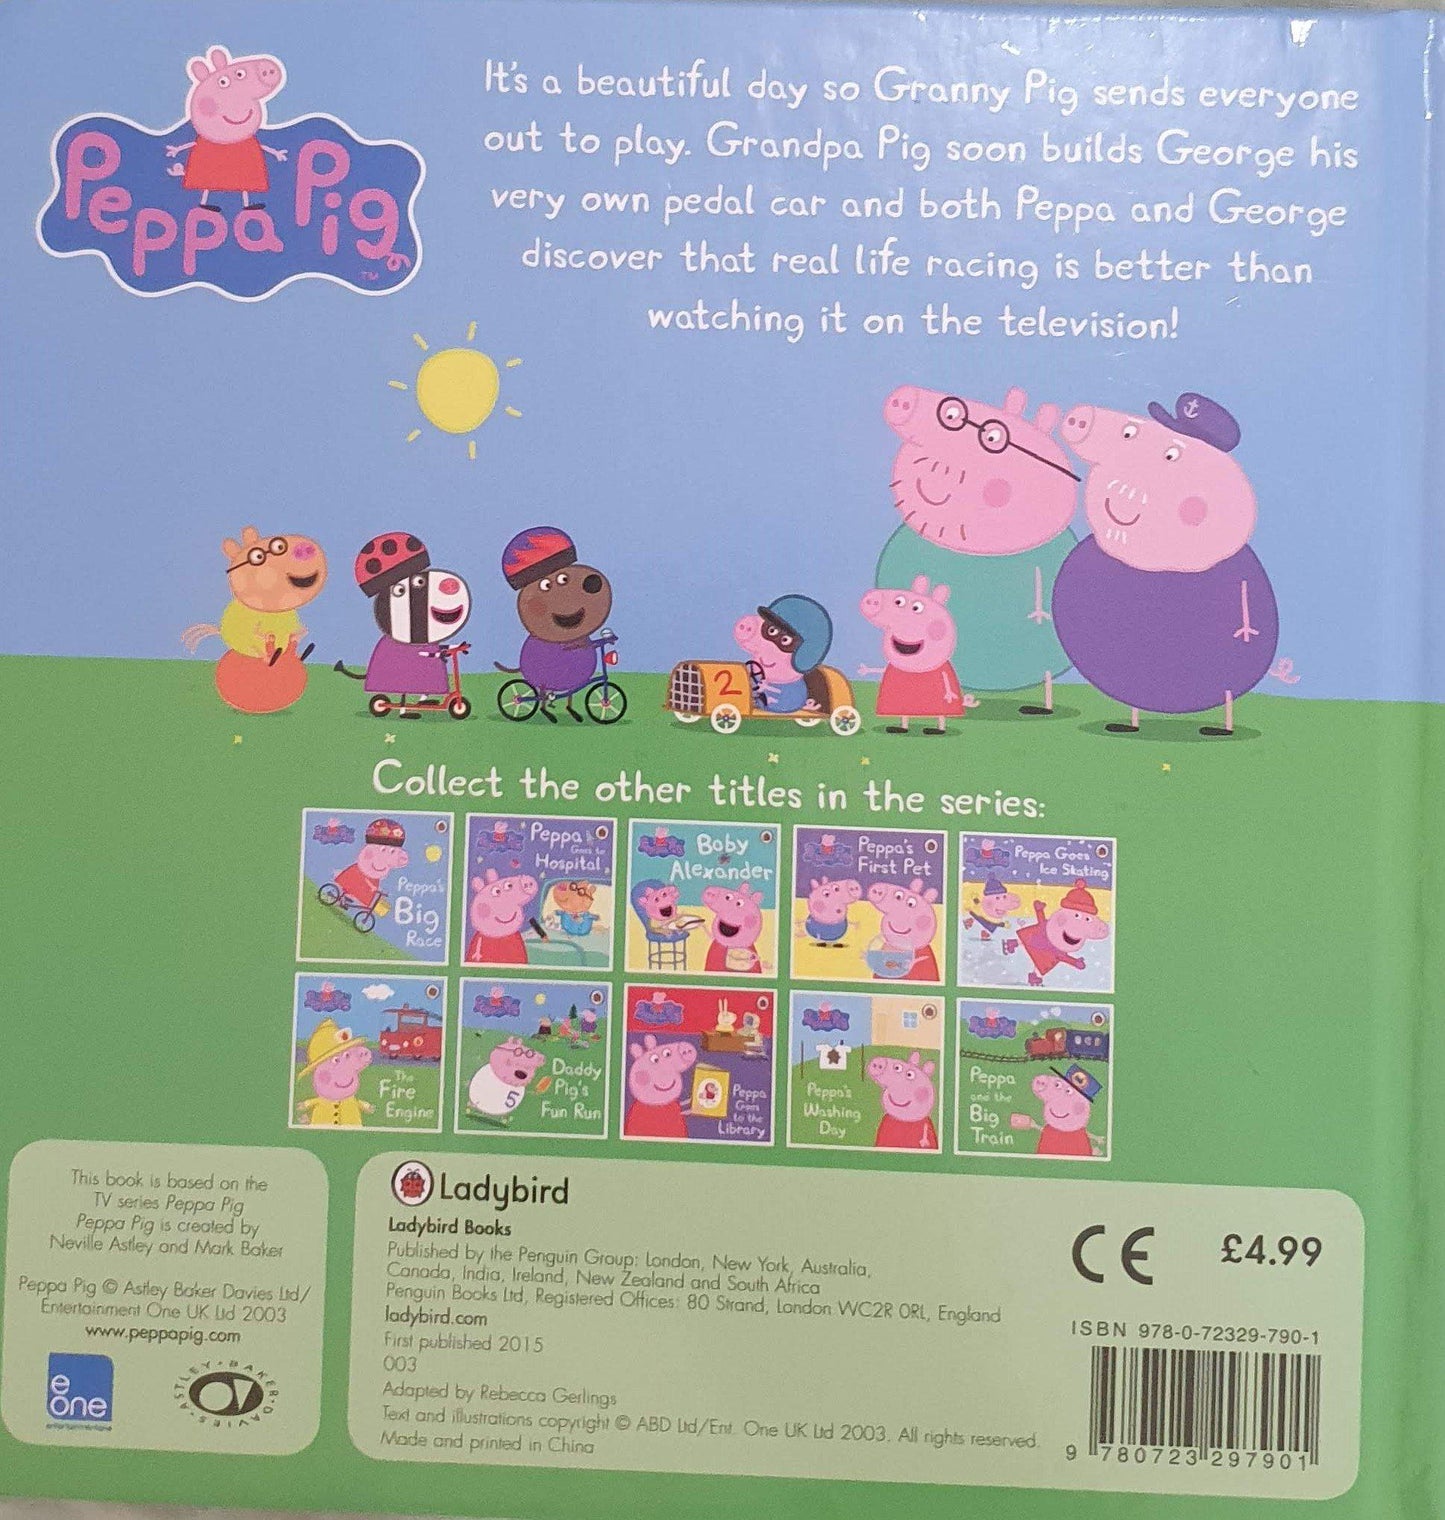 Peppa Pig
TM
It's a beautiful day so Granny Pig sends everyone
out to play. Grandpa Pig soon builds George his
very own pedal car and both Peppa and George
discover that real life racing is better than
watching it on the television!
2
Collect the other titles in the series:
Peppa's
Big
Race
Peppa
Goes to
Hospital
Baby
Alexander
Peppa's
First Pet
Peppa Goes
Ice Skating
The
Fire
Engine
5
Daddy
Pig's
Fun Run
Peppa
Goes
to the
Library
Peppa's
Washing
Day
Peppa
and the
Big
Train
This book is based on the
TV series Peppa Pig
Peppa Pig is created by
Neville Astley and Mark Baker
Peppa Pig © Astley Baker Davies Ltd/
Entertainment One UK Ltd 2003
www.peppapig.com
e
one
entertainment one
ASTLEY · BAKER · DAVIES
Ladybird
Ladybird Books
Published by the Penguin Group: London, New York, Australia,
Canada, India, Ireland, New Zealand and South Africa
Penguin Books Ltd, Registered Offices: 80 Strand, London WC2R 0RL, England
ladybird.com
First published 2015
003
Adapted by Rebecca Gerlings
Text and illustrations copyright © ABD Ltd/Ent. One UK Ltd 2003. All rights reserved.
Made and printed in China
CE
£4.99
ISBN 978-0-72329-790-1
9 780723 297901